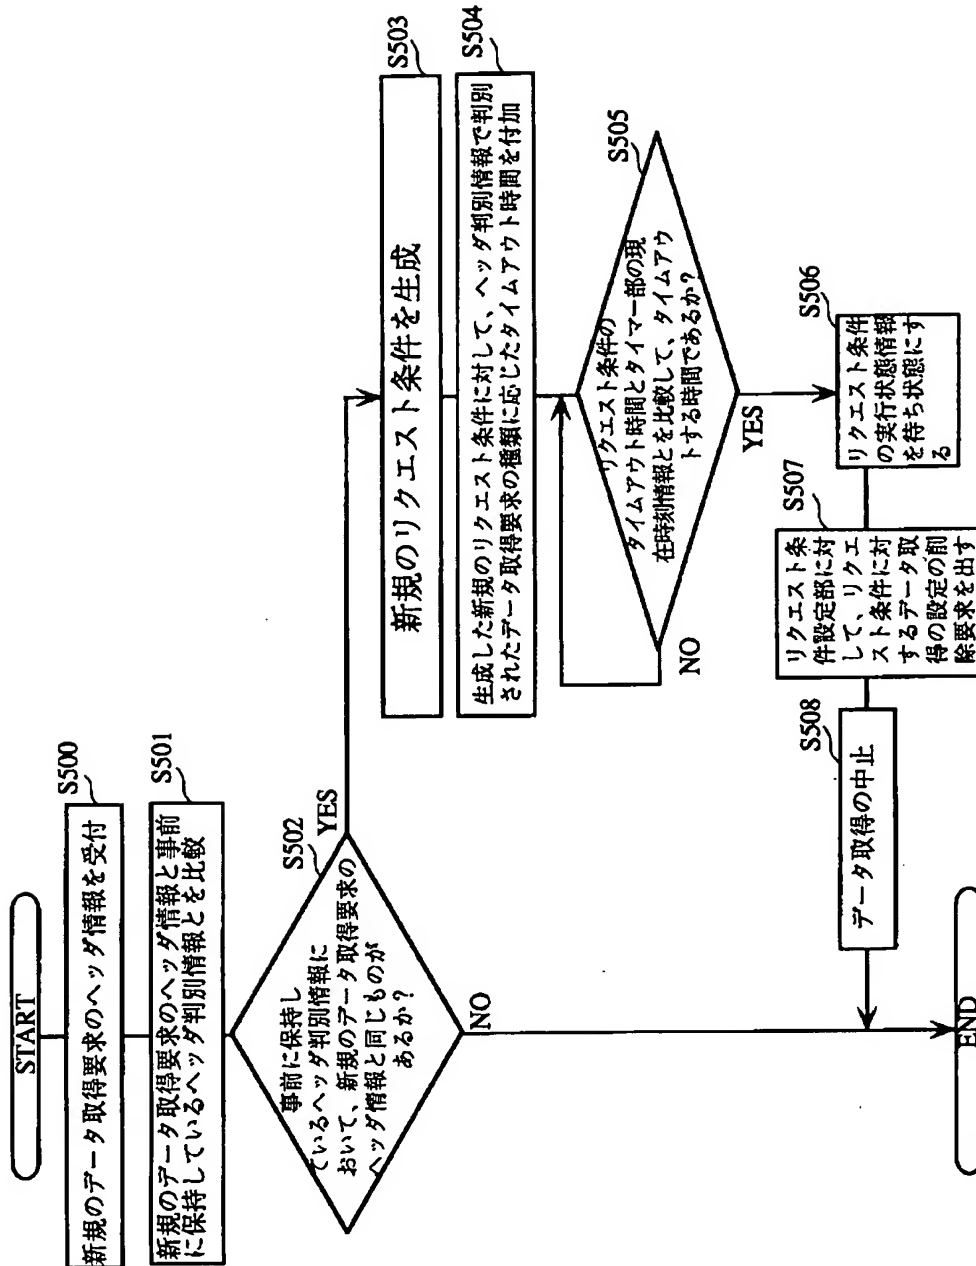 START
S500
新規のデータ取得要求のヘッダ情報を受付
S501
新規のデータ取得要求のヘッダ情報と事前
に保持しているヘッダ判別情報とを比較
S502
事前に保持し
ているヘッダ判別情報に
おいて、新規のデータ取得要求の
ヘッダ情報と同じものが
あるか?
YES
NO
S503
新規のリクエスト条件を生成
S504
生成した新規のリクエスト条件に対して、ヘッダ判別情報で判別
されたデータ取得要求の種類に応じたタイムアウト時間を付加
S505
リクエスト条件の
タイムアウト時間とタイマー部の現
在時刻情報とを比較して、タイムアウ
トする時間であるか?
NO
YES
S506
リクエスト条件
の実行状態情報
を待ち状態にす
る
S507
リクエスト条
件設定部に対
して、リクエ
スト条件に対
するデータ取
得の設定の削
除要求を出す
S508
データ取得の中止
END